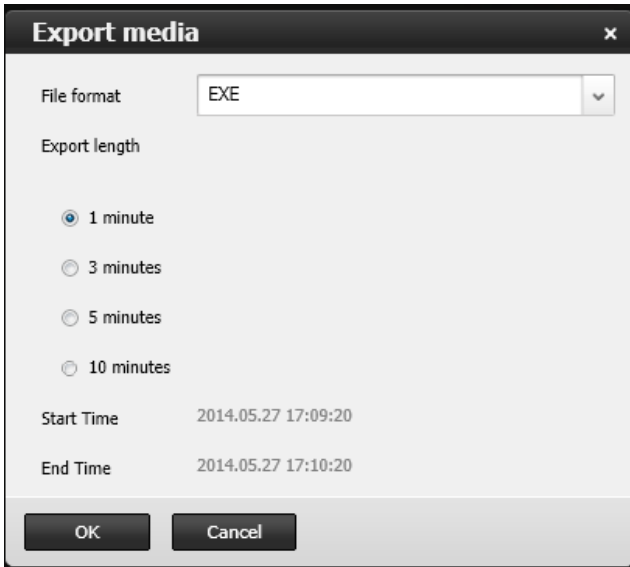 Export media
File format EXE
Export length
1 minute
3 minutes
5 minutes
10 minutes
Start Time 2014.05.27 17:09:20
End Time 2014.05.27 17:10:20
OK Cancel